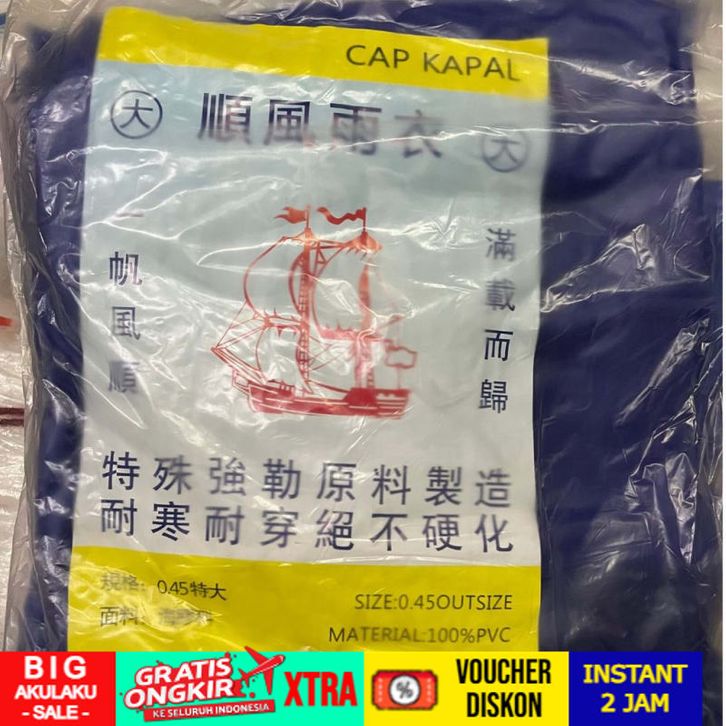 CAP KAPAL
大 順風雨衣 大
一帆風順
滿載而歸
特殊強勒原料製造
耐寒耐穿絕不硬化
規格:0.45特大
SIZE:0.45OUTSIZE
面料:
MATERIAL:100%PVC
BIG
AKULAKU
- SALE -
GRATIS
ONGKIR XTRA
KE SELURUH INDONESIA
%
VOUCHER
DISKON
INSTANT
2 JAM